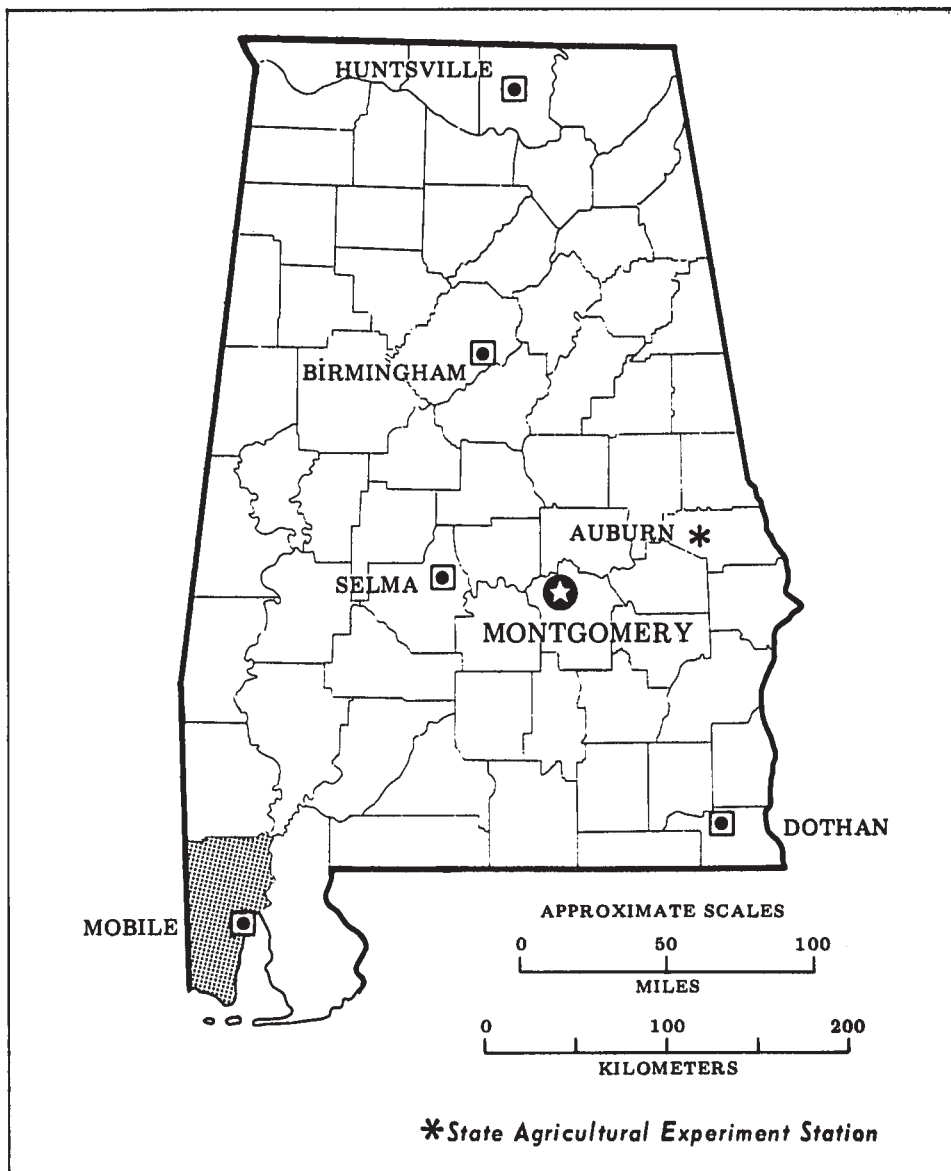 HUNTSVILLE
BIRMINGHAM
AUBURN *
SELMA
MONTGOMERY
DOTHAN
MOBILE
APPROXIMATE SCALES
0 50 100
MILES
0 100 200
KILOMETERS
*State Agricultural Experiment Station